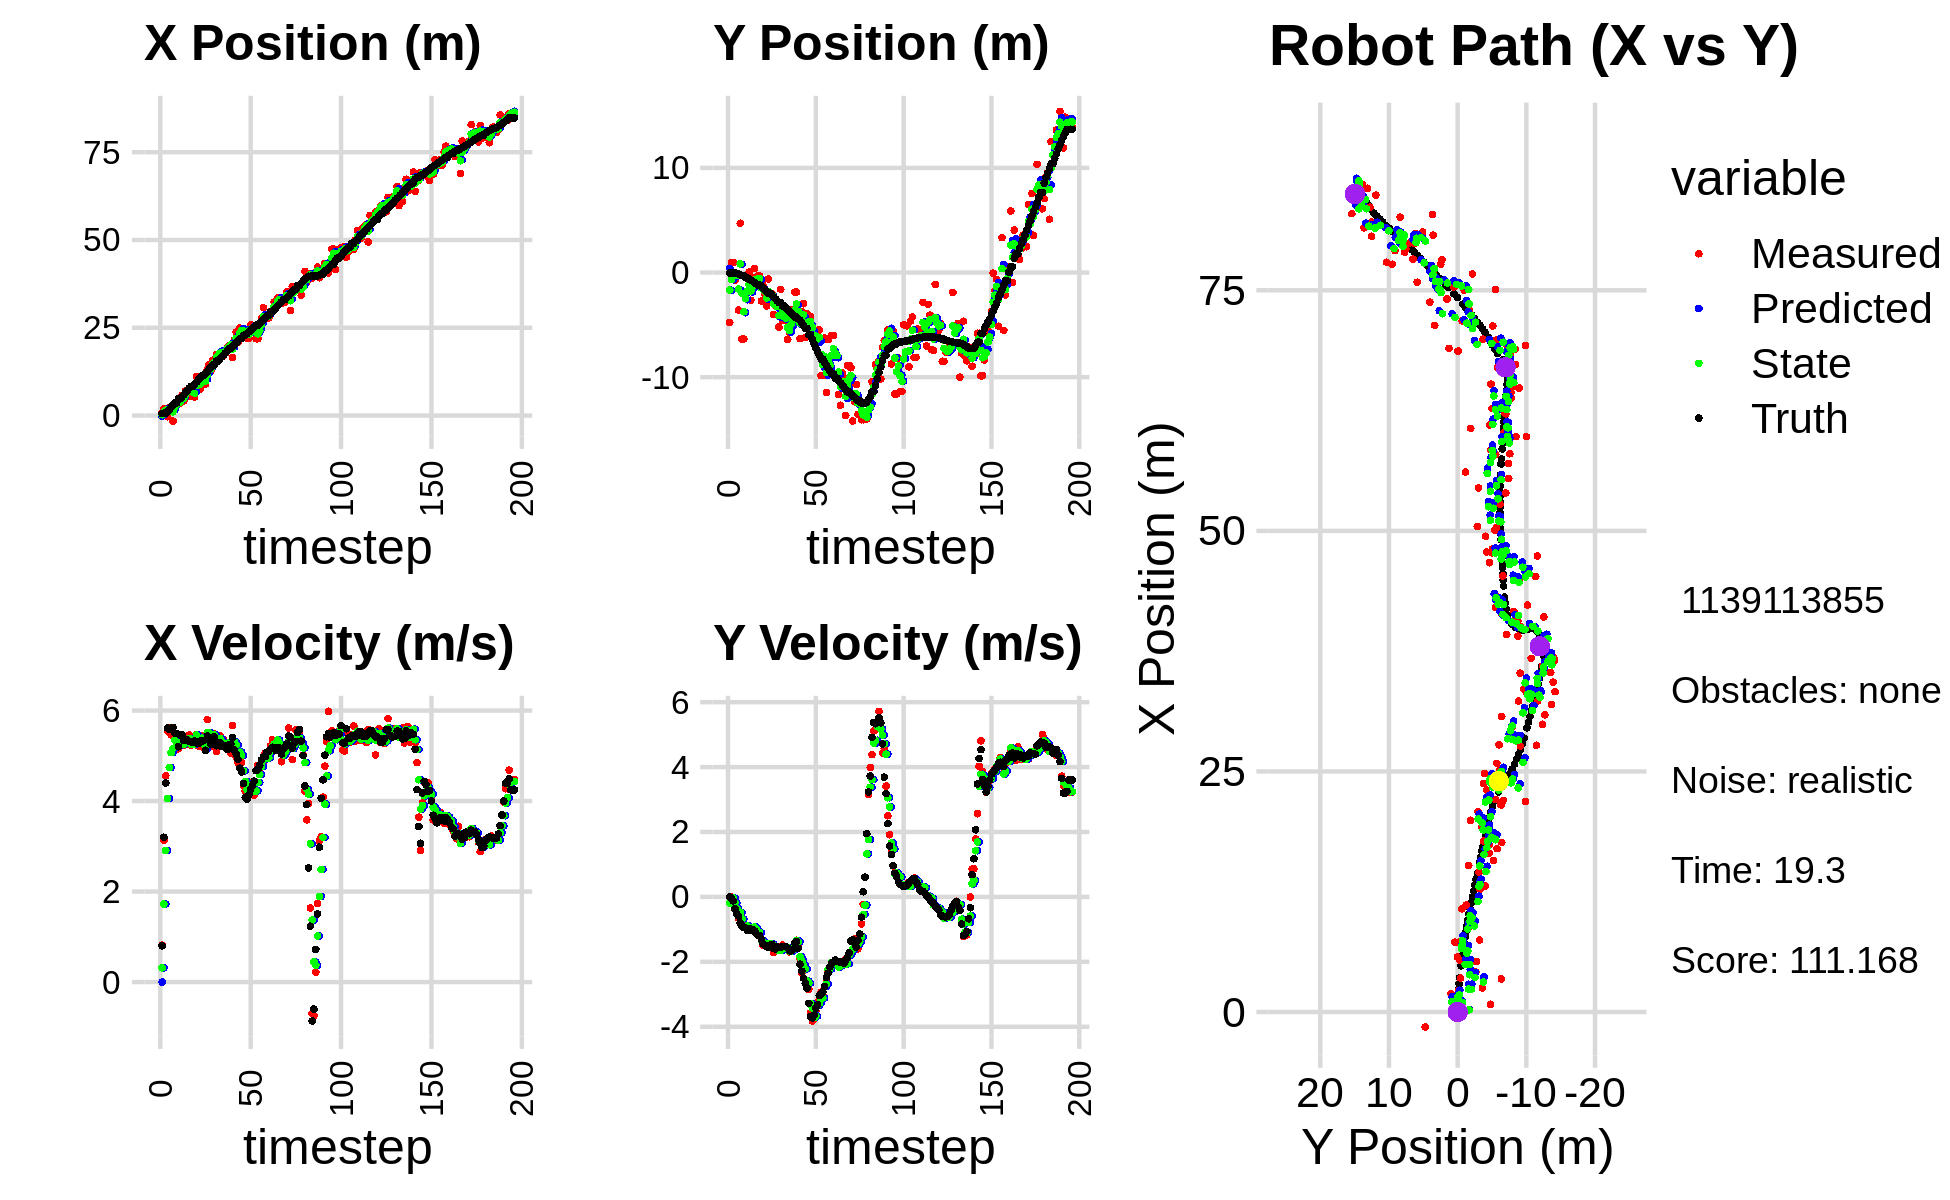 X Position (m)
75
50
25
0
0
50
100
150
200
timestep
Y Position (m)
10
0
-10
0
50
100
150
200
timestep
X Velocity (m/s)
6
4
2
0
0
50
100
150
200
timestep
Y Velocity (m/s)
6
4
2
0
-2
-4
0
50
100
150
200
timestep
Robot Path (X vs Y)
X Position (m)
75
50
25
0
20 10 0 -10 -20
Y Position (m)
variable
Measured
Predicted
State
Truth
1139113855
Obstacles: none
Noise: realistic
Time: 19.3
Score: 111.168